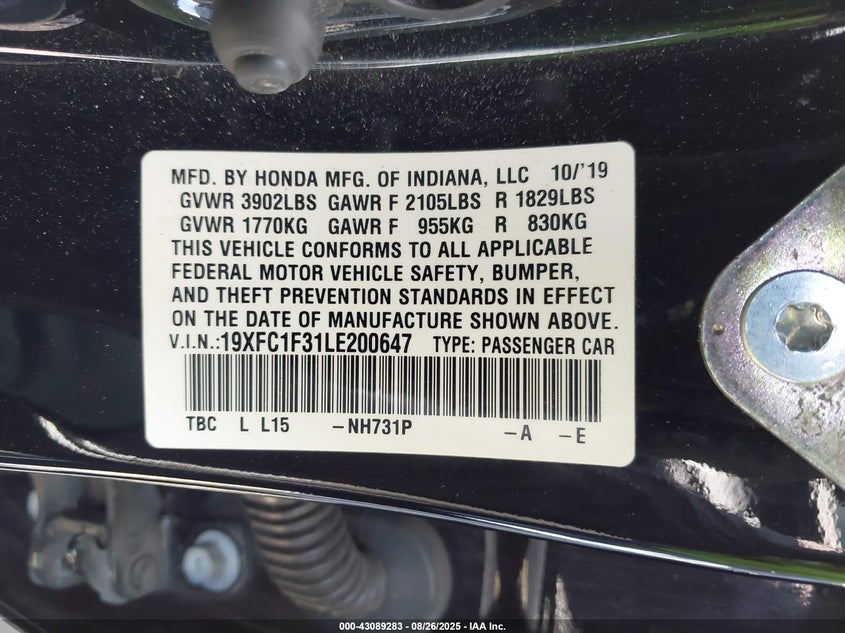 MFD. BY HONDA MFG. OF INDIANA, LLC 10/'19
GVWR 3902LBS GAWR F 2105LBS R 1829LBS
GVWR 1770KG GAWR F 955KG R 830KG
THIS VEHICLE CONFORMS TO ALL APPLICABLE
FEDERAL MOTOR VEHICLE SAFETY, BUMPER,
AND THEFT PREVENTION STANDARDS IN EFFECT
ON THE DATE OF MANUFACTURE SHOWN ABOVE.
V.I.N.:19XFC1F31LE200647 TYPE: PASSENGER CAR
TBC L L15 -NH731P -A -E
000-43089283 - 08/26/2025 - IAA Inc.